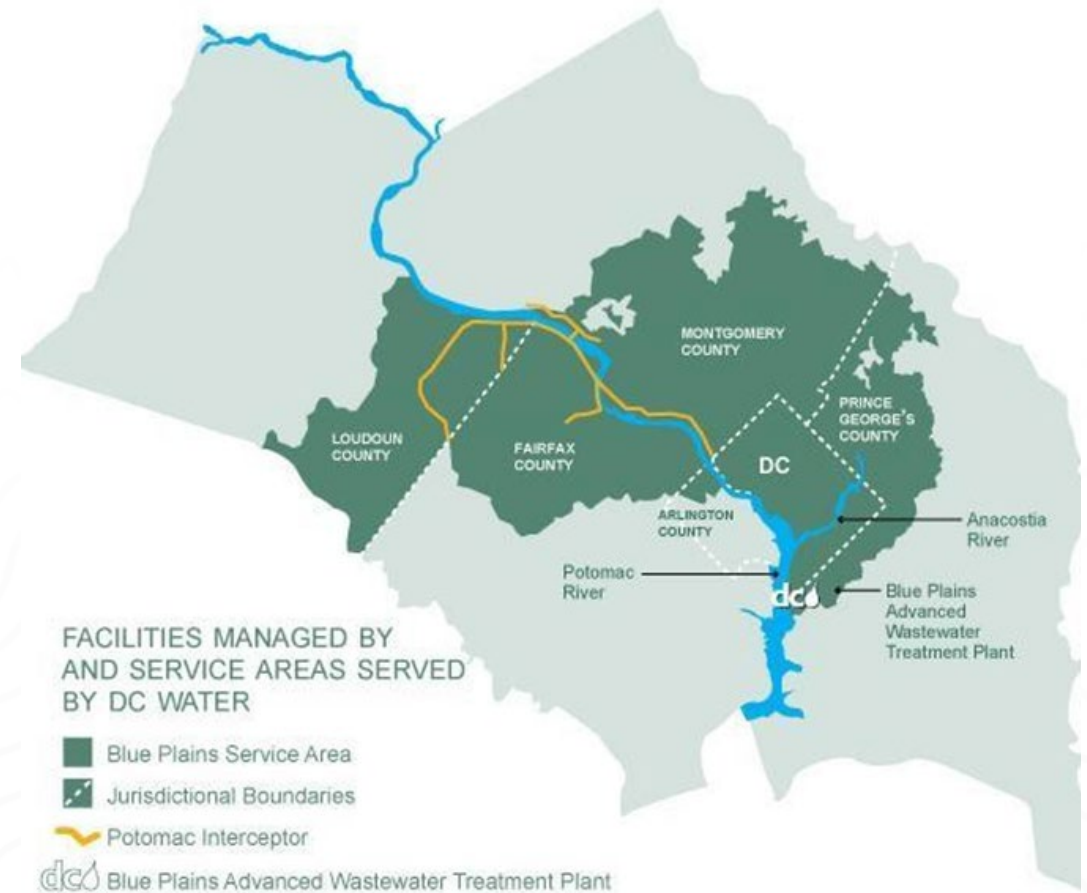 MONTGOMERY
COUNTY
PRINCE
GEORGE'S
COUNTY
LOUDOUN
COUNTY
FAIRFAX
COUNTY
DC
ARLINGTON
COUNTY
Anacostia
River
Potomac
River
dc
Blue Plains
Advanced
Wastewater
Treatment Plant
FACILITIES MANAGED BY
AND SERVICE AREAS SERVED
BY DC WATER
Blue Plains Service Area
Jurisdictional Boundaries
Potomac Interceptor
dc Blue Plains Advanced Wastewater Treatment Plant